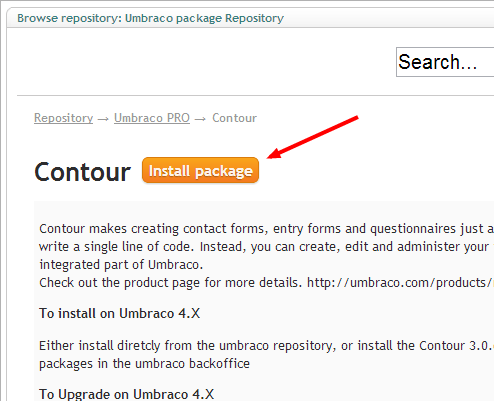 Browse repository: Umbraco package Repository
Search...
Repository → Umbraco PRO → Contour
Contour Install package
Contour makes creating contact forms, entry forms and questionnaires just a
write a single line of code. Instead, you can create, edit and administer your
integrated part of Umbraco.
Check out the product page for more details. http://umbraco.com/products/
To install on Umbraco 4.X
Either install diretcly from the umbraco repository, or install the Contour 3.0.
packages in the umbraco backoffice
To Upgrade on Umbraco 4.X